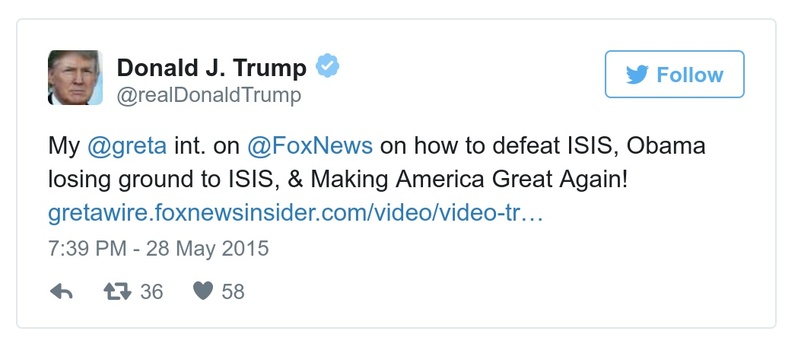 Donald J. Trump
@realDonaldTrump
Follow
My @greta int. on @FoxNews on how to defeat ISIS, Obama
losing ground to ISIS, & Making America Great Again!
gretawire.foxnewsinsider.com/video/video-tr…
7:39 PM - 28 May 2015
36 58